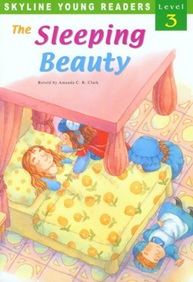 SKYLINE YOUNG READERS
Level
3
The Sleeping
Beauty
Retold by Amanda C. R. Clark